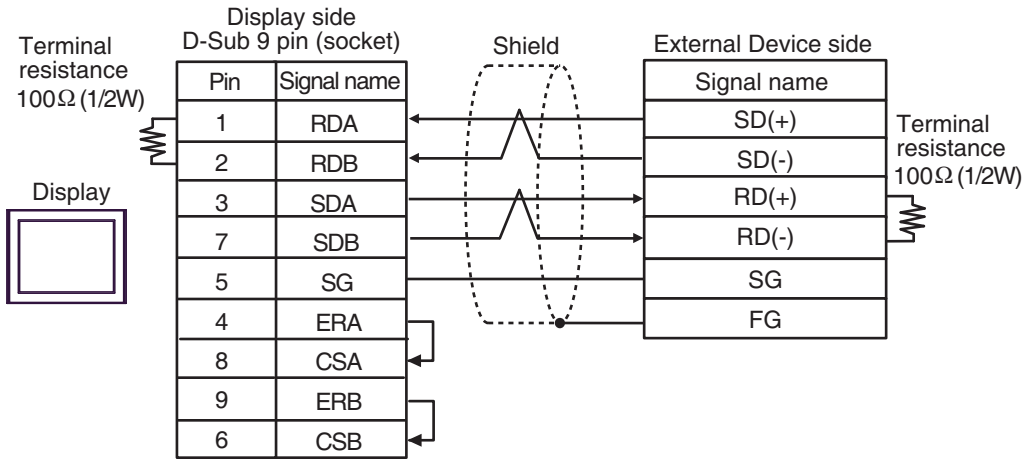 Display side
D-Sub 9 pin (socket)
Terminal
resistance
100Ω (1/2W)
Shield
External Device side
Pin Signal name
Signal name
1 RDA
SD(+)
2 RDB
SD(-)
3 SDA
RD(+)
7 SDB
RD(-)
5 SG
SG
4 ERA
FG
8 CSA
9 ERB
6 CSB
Terminal
resistance
100Ω (1/2W)
Display